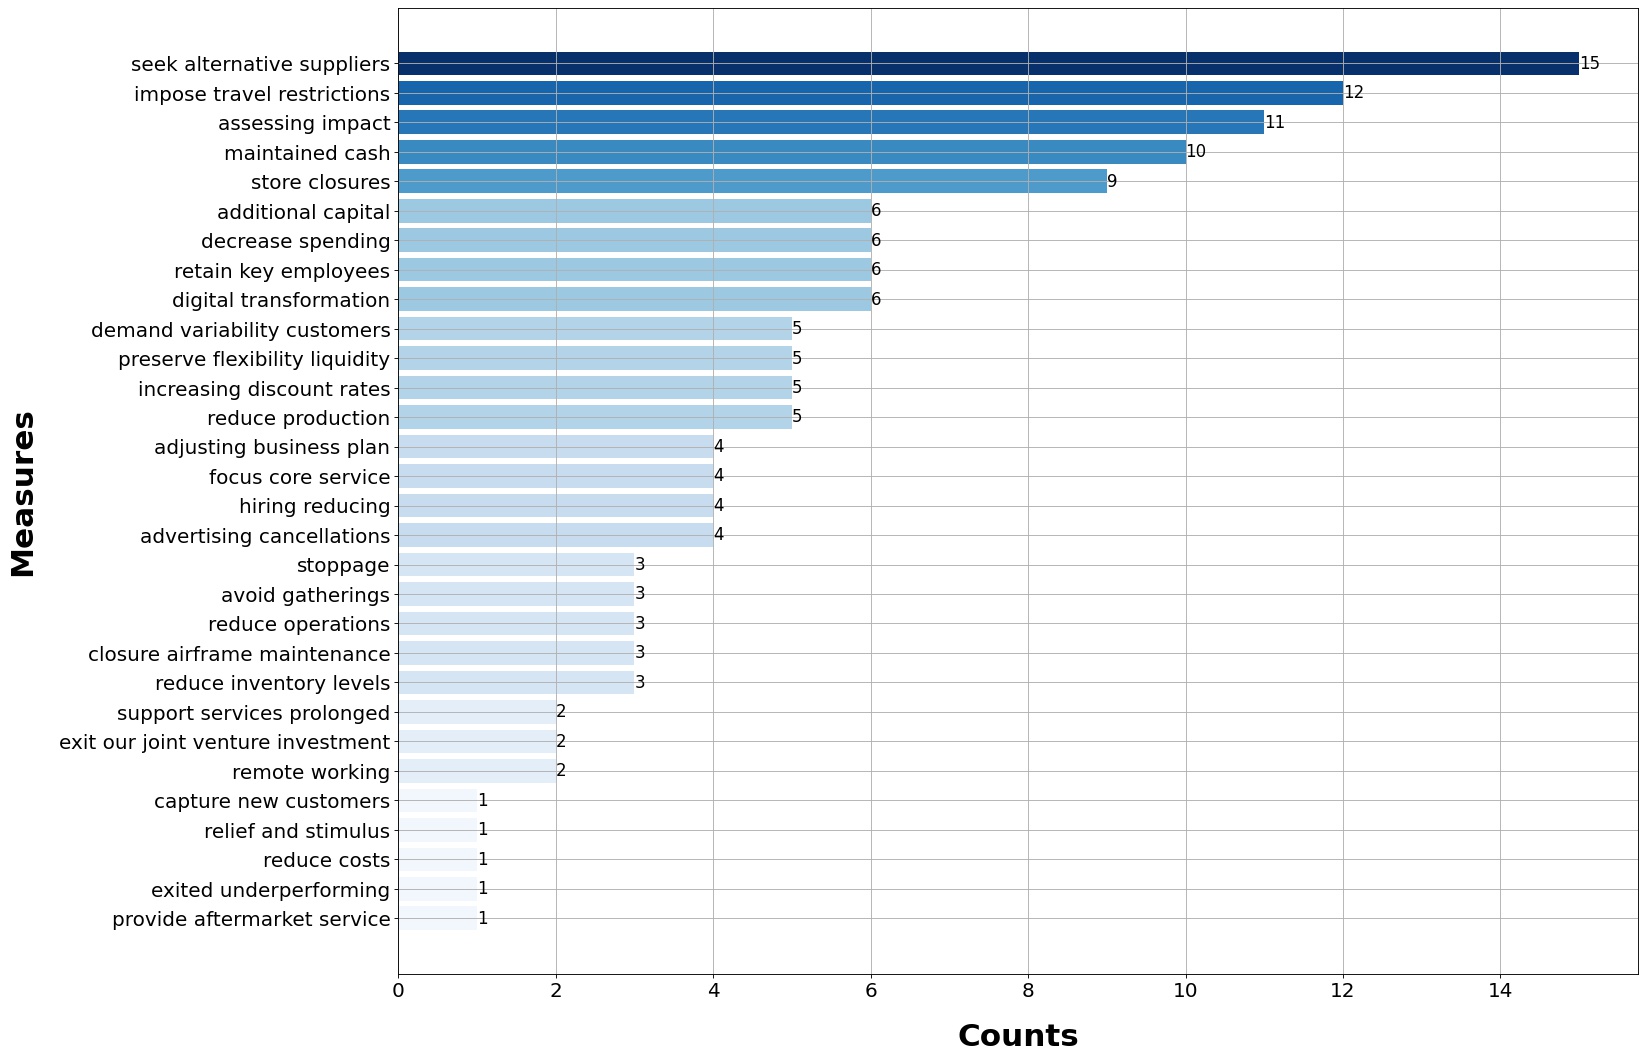 seek alternative suppliers 15
impose travel restrictions 12
assessing impact 11
maintained cash 10
store closures 9
additional capital 6
decrease spending 6
retain key employees 6
digital transformation 6
demand variability customers 5
preserve flexibility liquidity 5
increasing discount rates 5
reduce production 5
adjusting business plan 4
focus core service 4
hiring reducing 4
advertising cancellations 4
stoppage 3
avoid gatherings 3
reduce operations 3
closure airframe maintenance 3
reduce inventory levels 3
support services prolonged 2
exit our joint venture investment 2
remote working 2
capture new customers 1
relief and stimulus 1
reduce costs 1
exited underperforming 1
provide aftermarket service 1
Measures
0 2 4 6 8 10 12 14
Counts